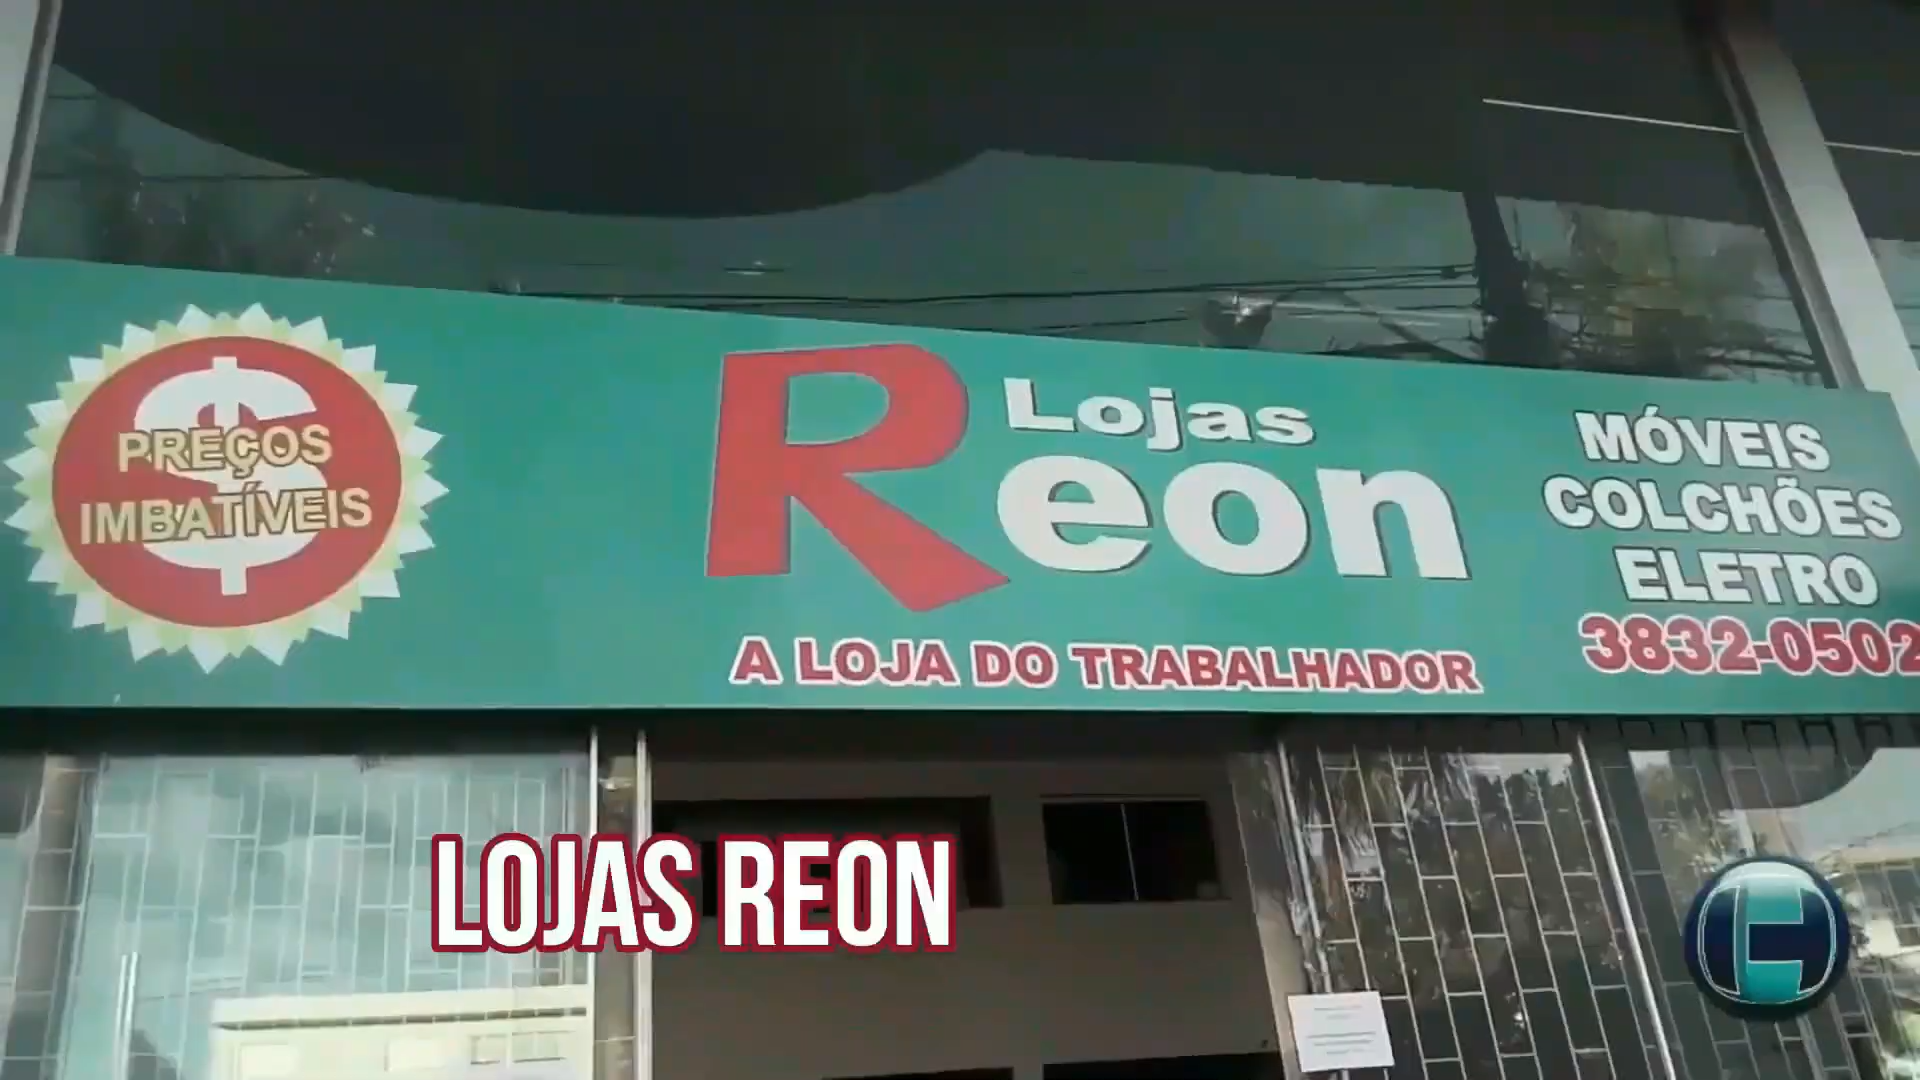 PREÇOS
IMBATÍVEIS
Lojas
Reon
A LOJA DO TRABALHADOR
MÓVEIS
COLCHÕES
ELETRO
3832-0502
LOJAS REON